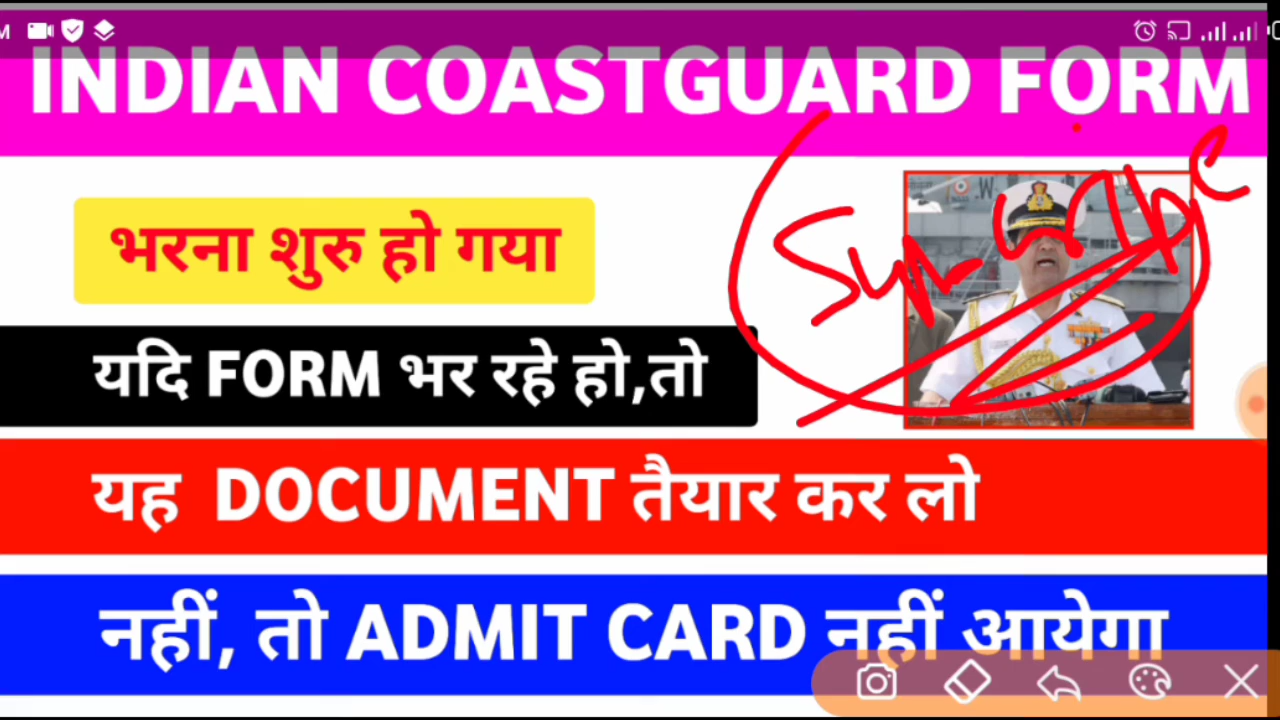 INDIAN COASTGUARD FORM
भरना शुरु हो गया
यदि FORM भर रहे हो,तो
यह DOCUMENT तैयार कर लो
नहीं, तो ADMIT CARD नहीं आयेगा